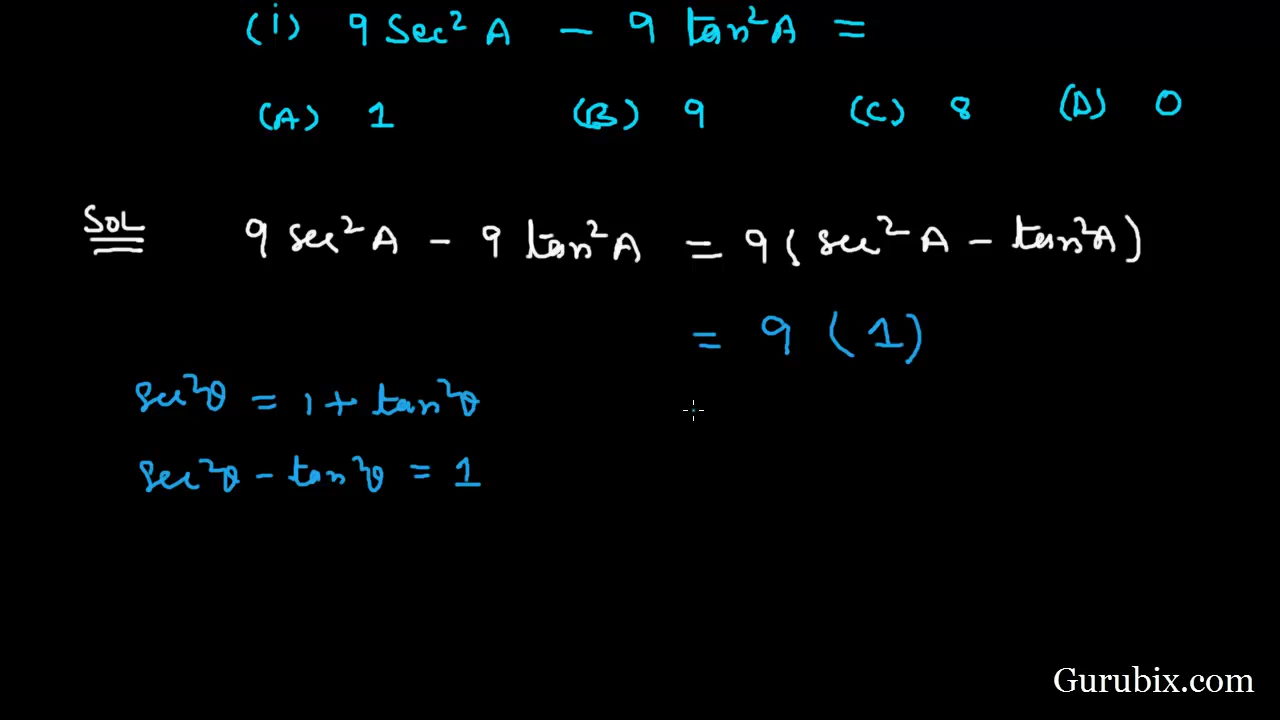 (i) 9 Sec² A − 9 tan² A =
(A) 1 (B) 9 (C) 8 (D) 0
SOL 9 sec² A − 9 tan² A = 9 ( sec² A − tan² A )
= 9 ( 1 )
sec²θ = 1 + tan²θ
sec²θ − tan²θ = 1
Gurubix.com